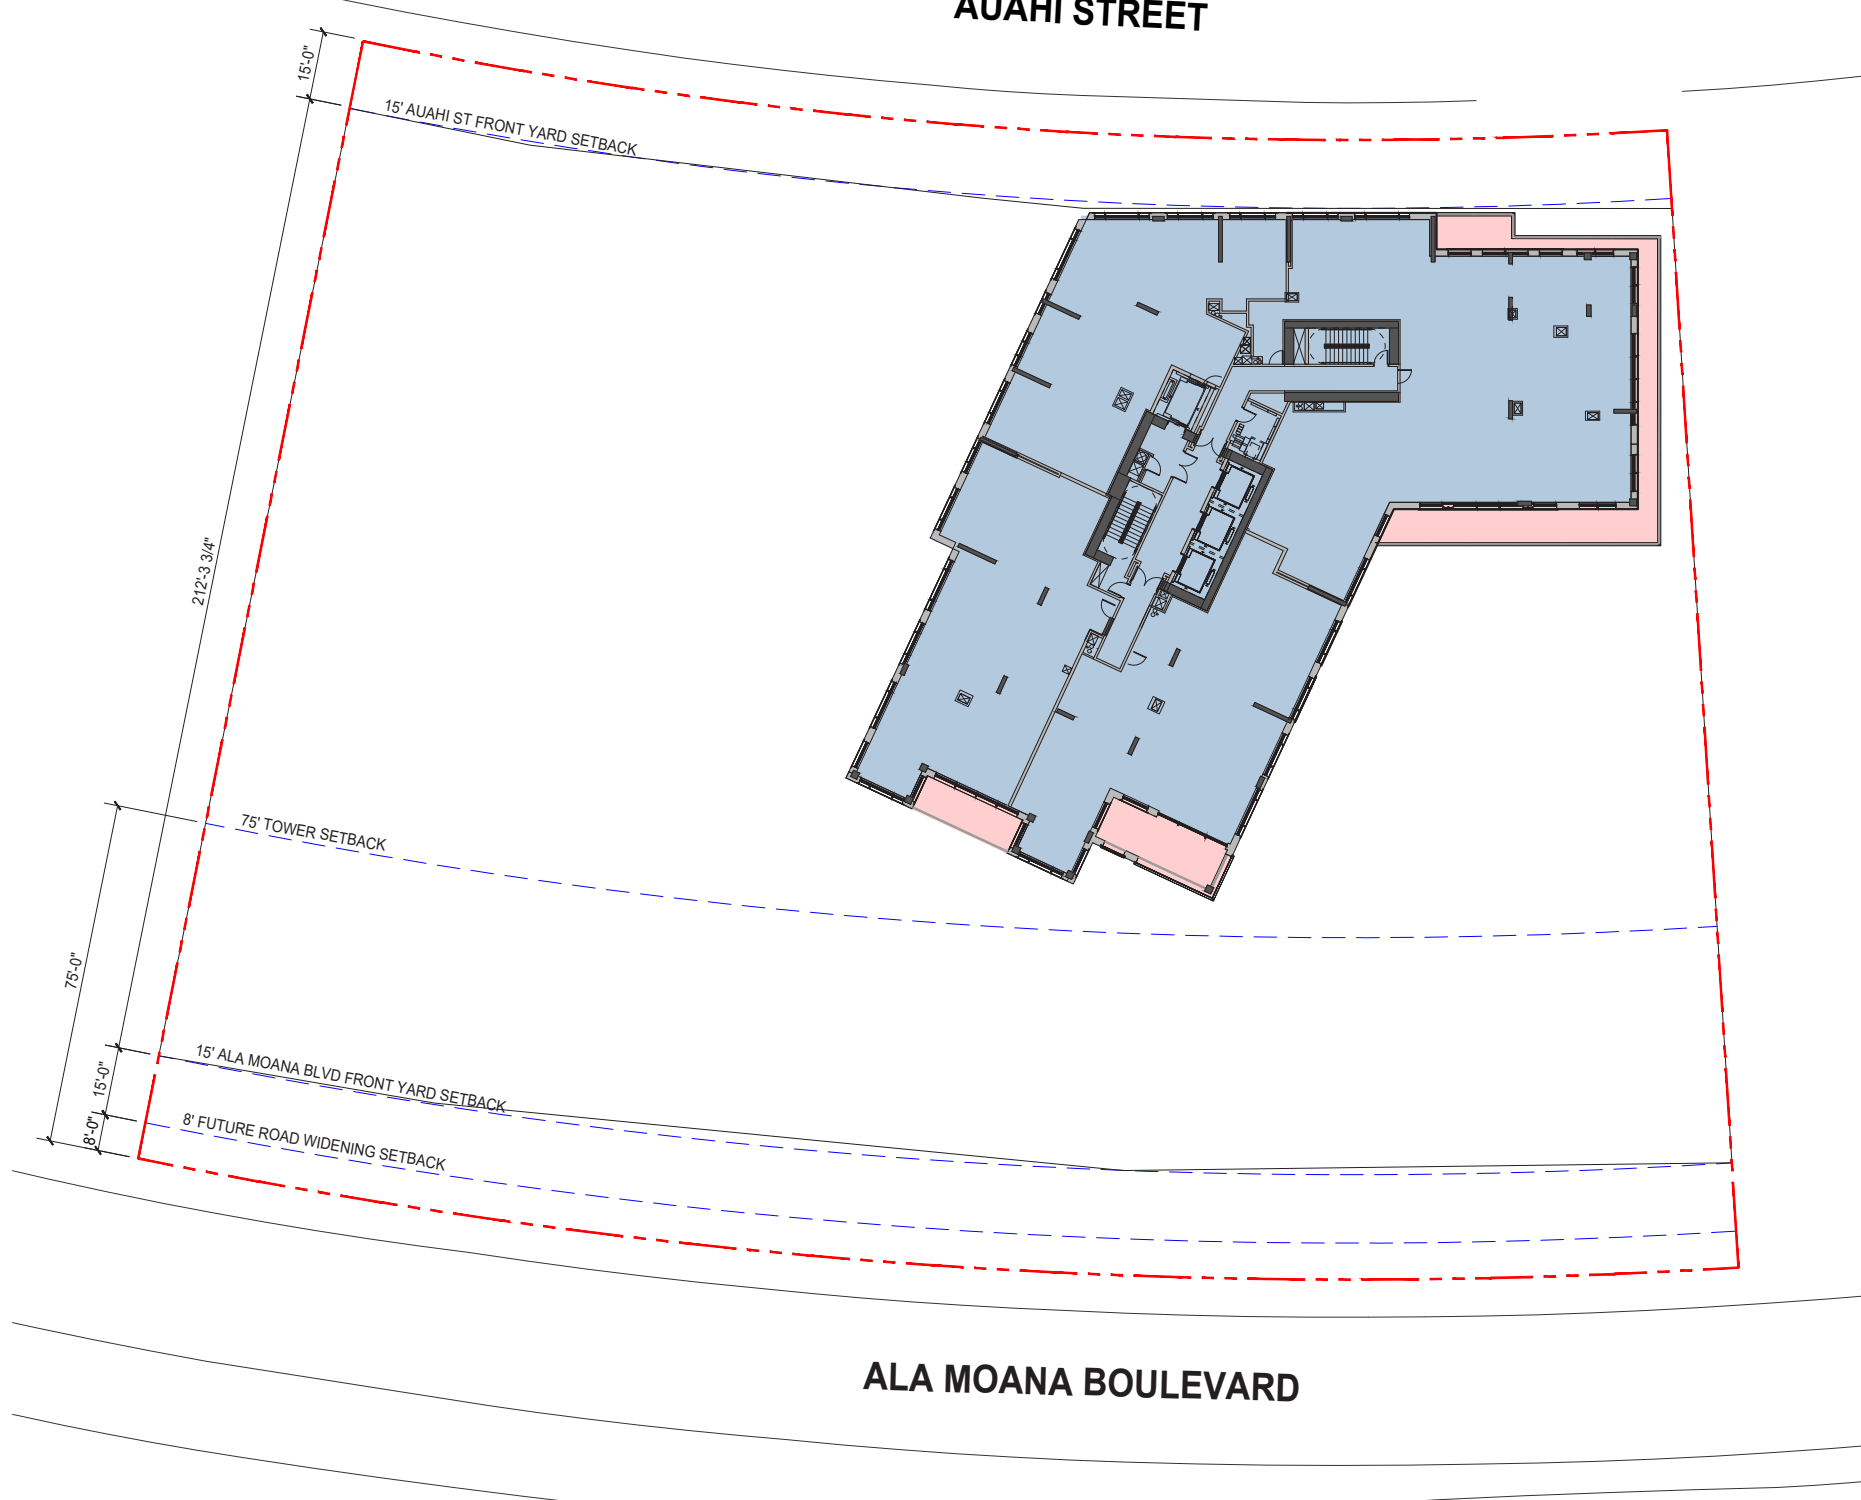 AUAHI STREET
15'-0"
15' AUAHI ST FRONT YARD SETBACK
212'-3 3/4"
75' TOWER SETBACK
75'-0"
15' ALA MOANA BLVD FRONT YARD SETBACK
15'-0"
8' FUTURE ROAD WIDENING SETBACK
8'-0"
ALA MOANA BOULEVARD